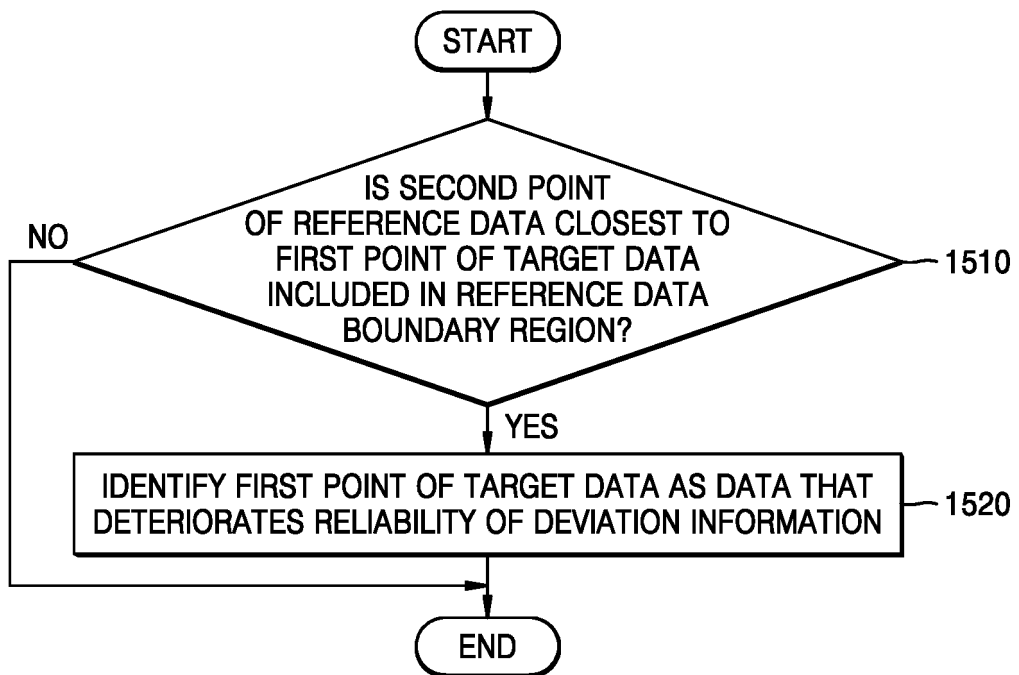 START
IS SECOND POINT
OF REFERENCE DATA CLOSEST TO
FIRST POINT OF TARGET DATA
INCLUDED IN REFERENCE DATA
BOUNDARY REGION?
NO
1510
YES
IDENTIFY FIRST POINT OF TARGET DATA AS DATA THAT
DETERIORATES RELIABILITY OF DEVIATION INFORMATION
1520
END